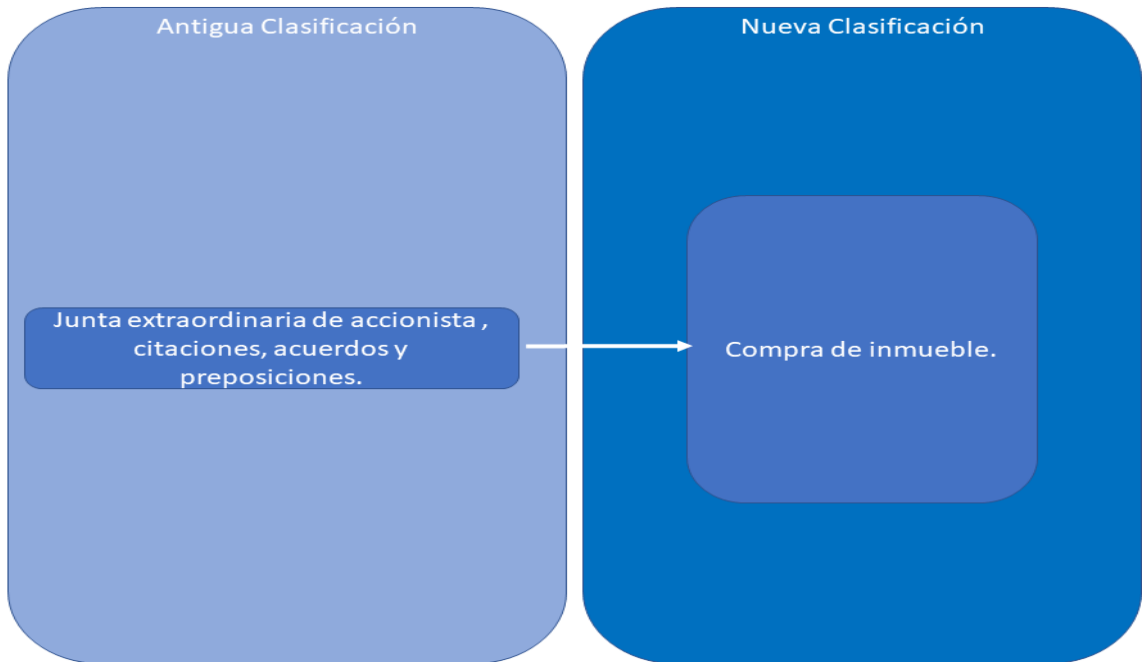 Antigua Clasificación
Nueva Clasificación
Junta extraordinaria de accionista ,
citaciones, acuerdos y
preposiciones.
Compra de inmueble.